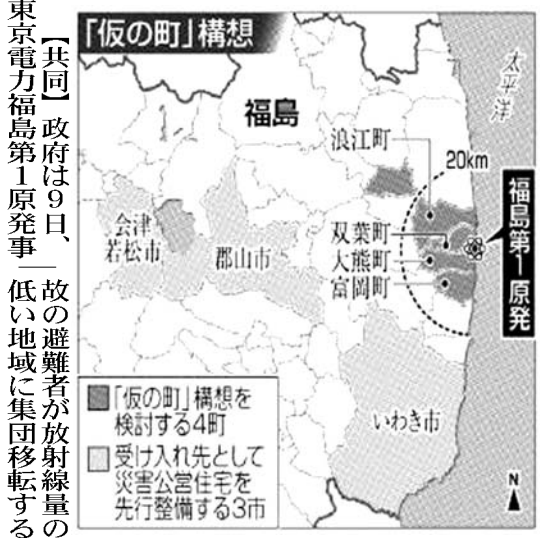 「仮の町」構想
太平洋
福島
浪江町
20km
福島第1原発
双葉町
大熊町
富岡町
会津
若松市
郡山市
いわき市
「仮の町」構想を
検討する4町
受け入れ先として
災害公営住宅を
先行整備する3市
N
【共同】政府は9日、
東京電力福島第1原発事
故の避難者が放射線量の
低い地域に集団移転する